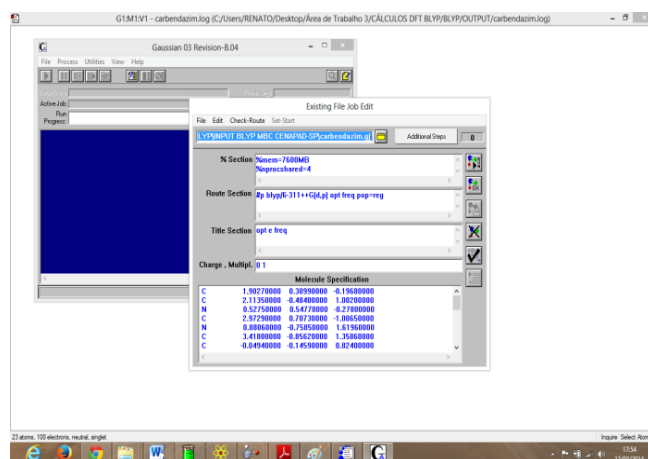 G1:M1:V1 - carbendazim.log (C:/Users/RENATO/Desktop/Área de Trabalho 3/CÁLCULOS DFT BLYP/BLYP/OUTPUT/carbendazim.log)
Gaussian 03 Revision-B.04
File Process Utilities View Help
Active Job:
Run Progress:
Existing File Job Edit
File Edit Check-Route Set-Start
LYP\INPUT BLYP MBC CENAPAD-SP\carbendazim.gj
Additional Steps
0
% Section
%mem=7600MB
%nprocshared=4
Route Section
#p blyp/6-311++G(d,p) opt freq pop=reg
Title Section
opt e freq
Charge , Multipl.
0 1
Molecule Specification
C 1.90270000 0.38990000 -0.19680000
C 2.11350000 -0.48400000 1.00200000
N 0.52750000 0.54770000 -0.27800000
C 2.97290000 0.70730000 -1.00650000
N 0.88060000 -0.75850000 1.61960000
C 3.41800000 -0.85620000 1.35860000
C -0.04940000 -0.14590000 0.82400000
23 atoms, 100 electrons, neutral, singlet
Inquire Select Atom
17:54